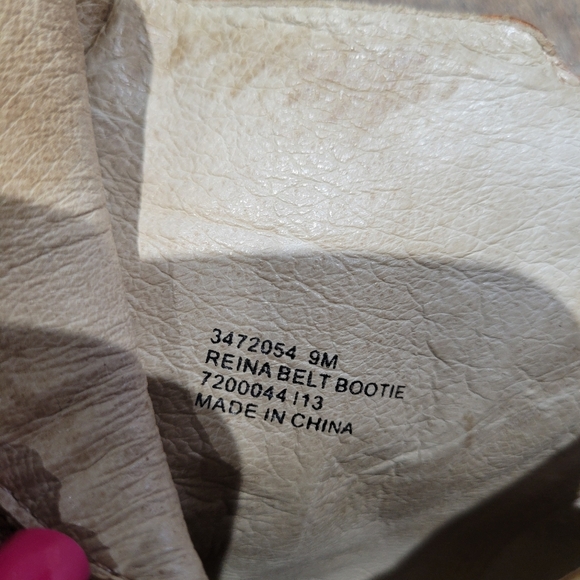 3472054 9M
REINA BELT BOOTIE
7200044 I13
MADE IN CHINA